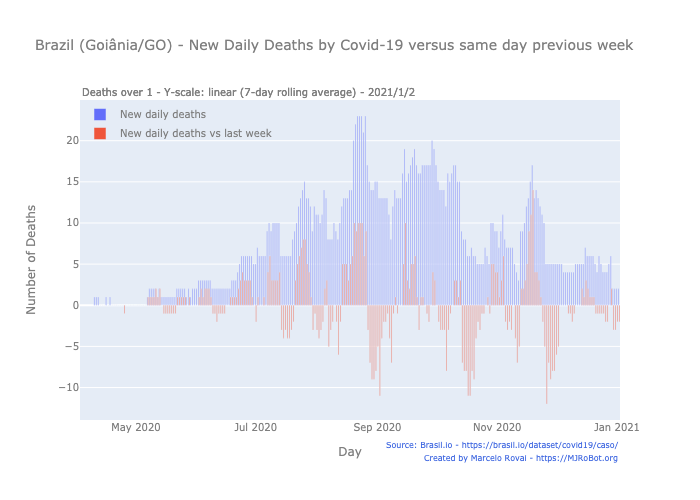 Brazil (Goiânia/GO) - New Daily Deaths by Covid-19 versus same day previous week
Deaths over 1 - Y-scale: linear (7-day rolling average) - 2021/1/2
New daily deaths
New daily deaths vs last week
20
15
10
5
0
−5
−10
Number of Deaths
May 2020
Jul 2020
Sep 2020
Nov 2020
Jan 2021
Day
Source: Brasil.io - https://brasil.io/dataset/covid19/caso/
Created by Marcelo Rovai - https://MJRoBot.org